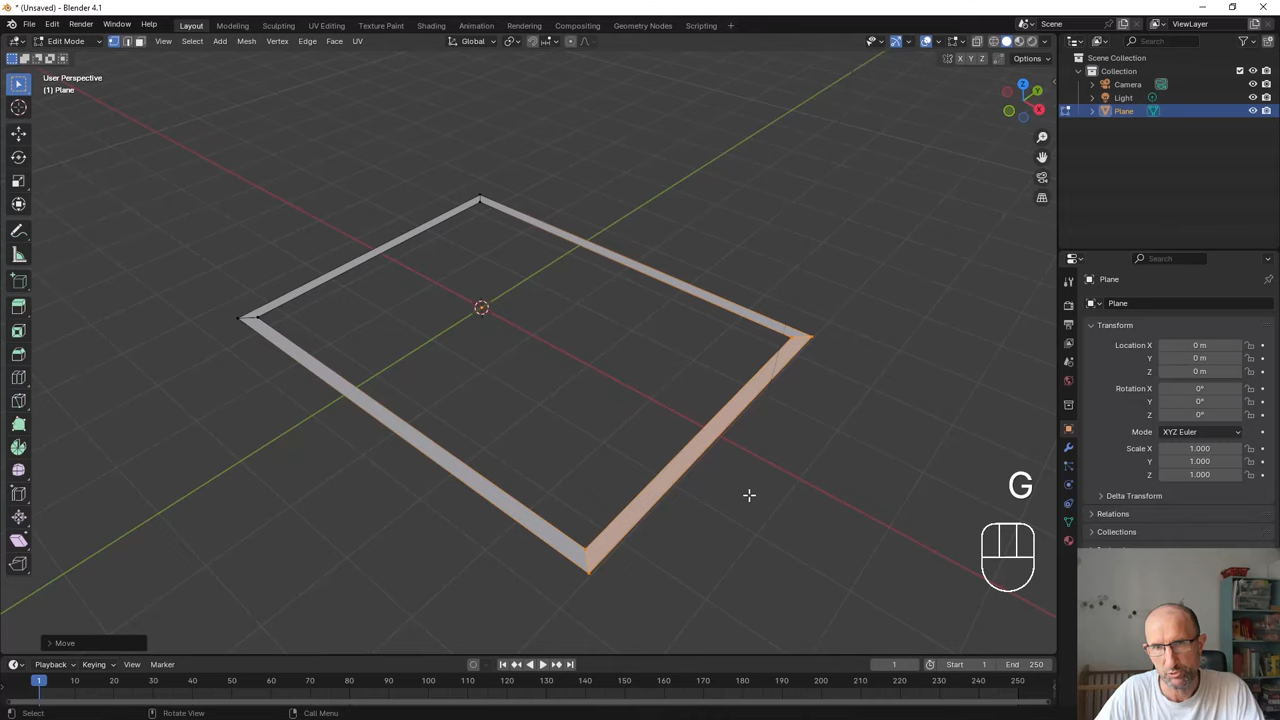 * (Unsaved) - Blender 4.1
File Edit Render Window Help Layout Modeling Sculpting UV Editing Texture Paint Shading Animation Rendering Compositing Geometry Nodes Scripting + Scene ViewLayer
Edit Mode View Select Add Mesh Vertex Edge Face UV Global Search
X Y Z Options
Scene Collection
Collection
Camera
Light
Plane
User Perspective
(1) Plane
Z
Y
X
Search
Plane
Plane
Transform
Location X 0 m
Y 0 m
Z 0 m
Rotation X 0°
Y 0°
Z 0°
Mode XYZ Euler
Scale X 1.000
Y 1.000
Z 1.000
Delta Transform
Relations
Collections
G
Move
Playback Keying View Marker 1 Start 1 End 250
1 10 20 30 40 50 60 70 80 90 100 110 120 130 140 150 160 170 180 190 200 210 220 230 240 250
Select Rotate View Call Menu